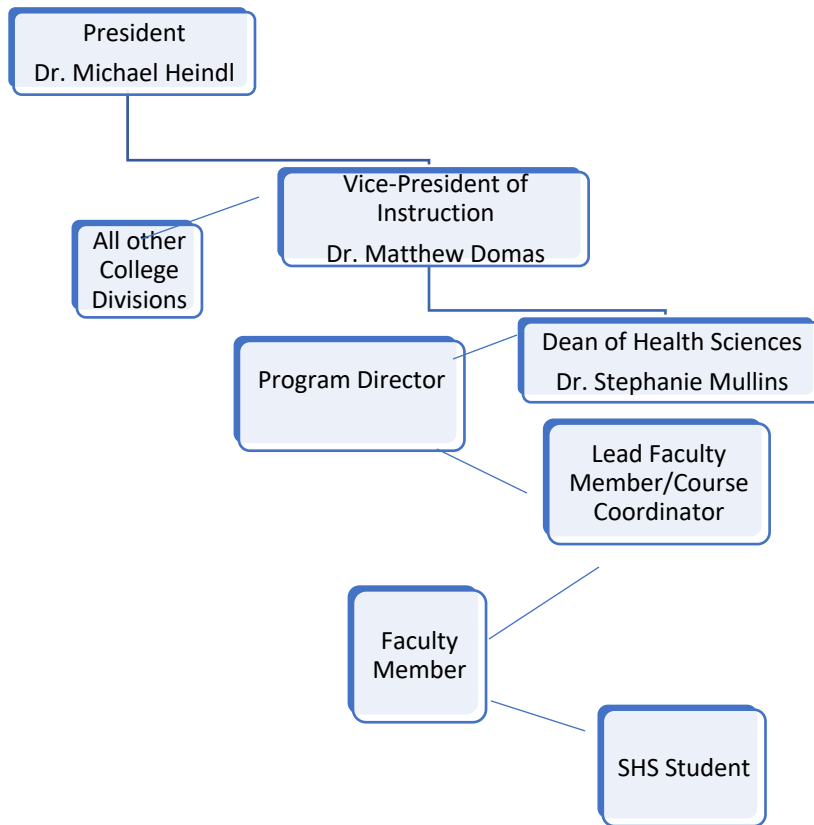 President
Dr. Michael Heindl
Vice-President of
Instruction
Dr. Matthew Domas
All other
College
Divisions
Dean of Health Sciences
Dr. Stephanie Mullins
Program Director
Lead Faculty
Member/Course
Coordinator
Faculty
Member
SHS Student